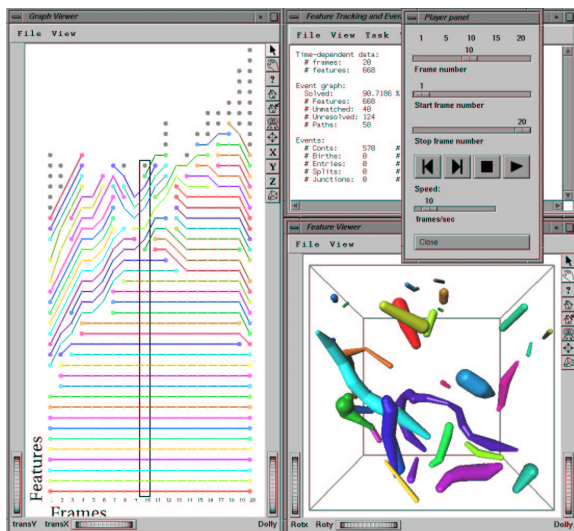 Graph Viewer
File View
Features
Frames
1 2 3 4 5 6 7 8 9 10 11 12 13 14 15 16 17 18 19 20
transY transX Dolly
Feature Tracking and Even
File View Task
Time-dependent data:
# frames: 20
# features: 668
Event graph:
Solved: 90.7186 %
# Features: 668 #
# Unmatched: 40 #
# Unresolved: 124 #
# Paths: 58
Events:
# Conts: 570 #
# Births: 0 #
# Entries: 0 #
# Splits: 0 #
# Junctions: 0 #
Player panel
1 5 10 15 20
10
Frame number
1
Start frame number
20
Stop frame number
Speed:
10
frames/sec
Close
Feature Viewer
File View
Rotx Roty Dolly
?
X
Y
Z
?